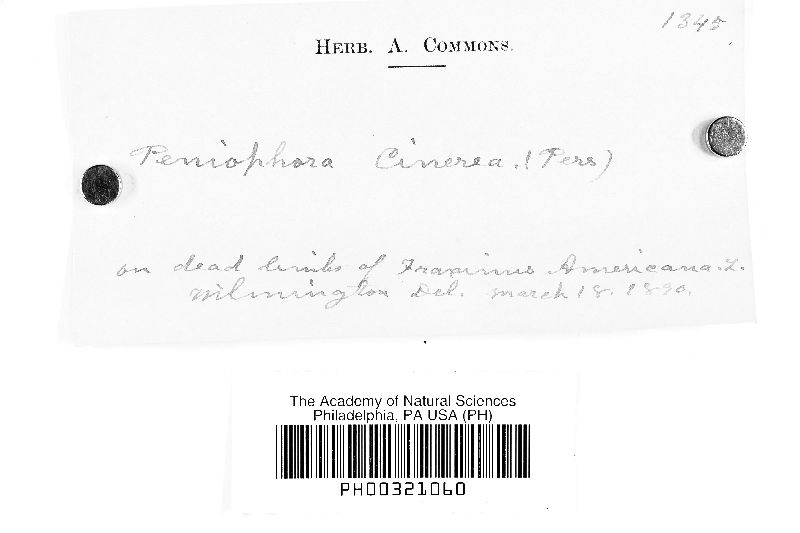 1345
HERB. A. COMMONS.
Peniophora Cinerea. (Pers)
on dead limbs of Fraxinus Americana. L.
Wilmington Del. March 18. 1890.
The Academy of Natural Sciences
Philadelphia, PA USA (PH)
PH00321060